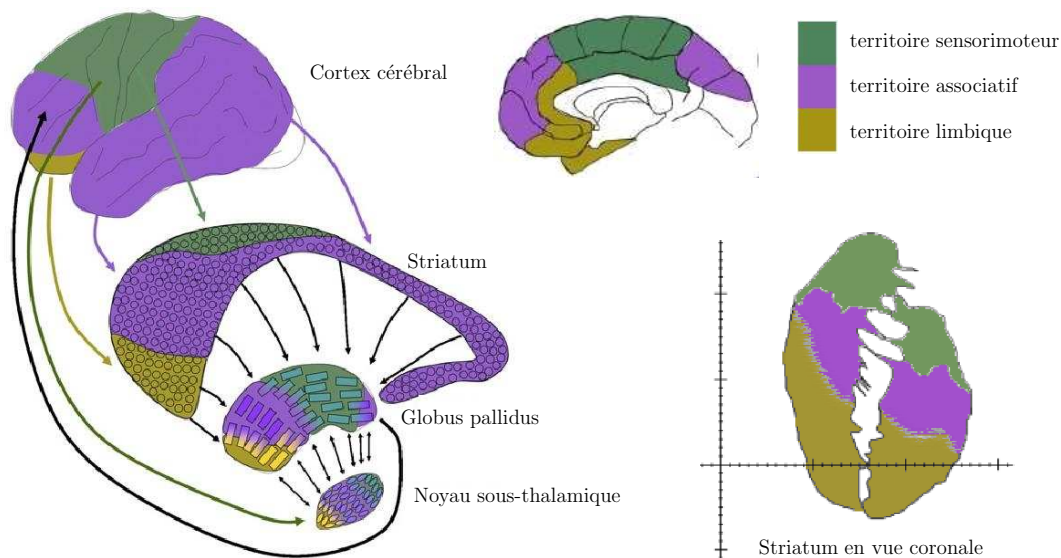 Cortex cérébral
territoire sensorimoteur
territoire associatif
territoire limbique
Striatum
Globus pallidus
Noyau sous-thalamique
Striatum en vue coronale